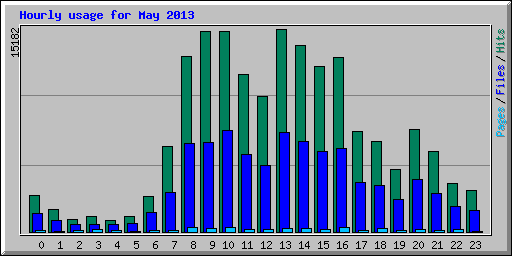 Hourly usage for May 2013
15182
Pages/Files/Hits
0 1 2 3 4 5 6 7 8 9 10 11 12 13 14 15 16 17 18 19 20 21 22 23